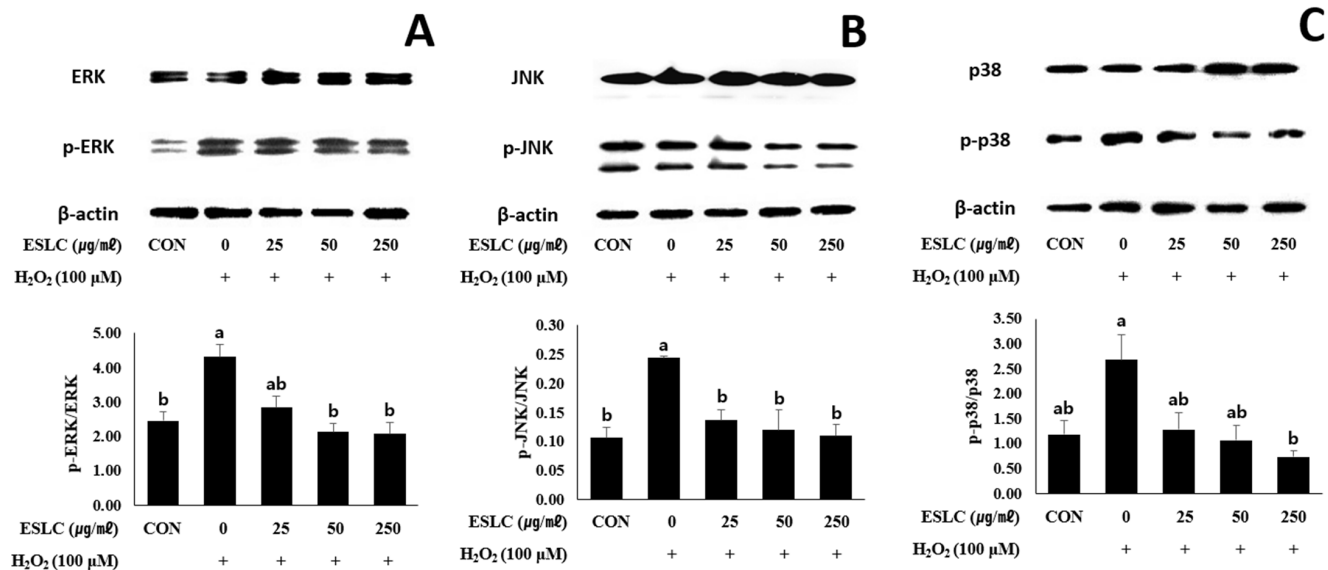 A
ERK
p-ERK
β-actin
ESLC (㎍/㎖) CON 0 25 50 250
H₂O₂ (100 μM) + + + +
5.00
4.00
3.00
2.00
1.00
0.00
p-ERK/ERK
b a ab b b
ESLC (㎍/㎖) CON 0 25 50 250
H₂O₂ (100 μM) + + + +
B
JNK
p-JNK
β-actin
ESLC (㎍/㎖) CON 0 25 50 250
H₂O₂ (100 μM) + + + +
0.30
0.25
0.20
0.15
0.10
0.05
0.00
p-JNK/JNK
b a b b b
ESLC (㎍/㎖) CON 0 25 50 250
H₂O₂ (100 μM) + + + +
C
p38
p-p38
β-actin
ESLC (㎍/㎖) CON 0 25 50 250
H₂O₂ (100 μM) + + + +
3.50
3.00
2.50
2.00
1.50
1.00
0.50
0.00
p-p38/p38
ab a ab ab b
ESLC (㎍/㎖) CON 0 25 50 250
H₂O₂ (100 μM) + + + +